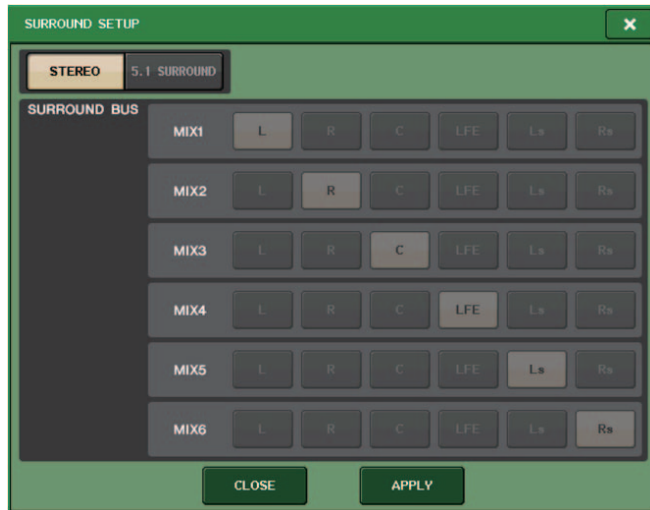 SURROUND SETUP
STEREO 5.1 SURROUND
SURROUND BUS
MIX1 L R C LFE Ls Rs
MIX2 L R C LFE Ls Rs
MIX3 L R C LFE Ls Rs
MIX4 L R C LFE Ls Rs
MIX5 L R C LFE Ls Rs
MIX6 L R C LFE Ls Rs
CLOSE APPLY